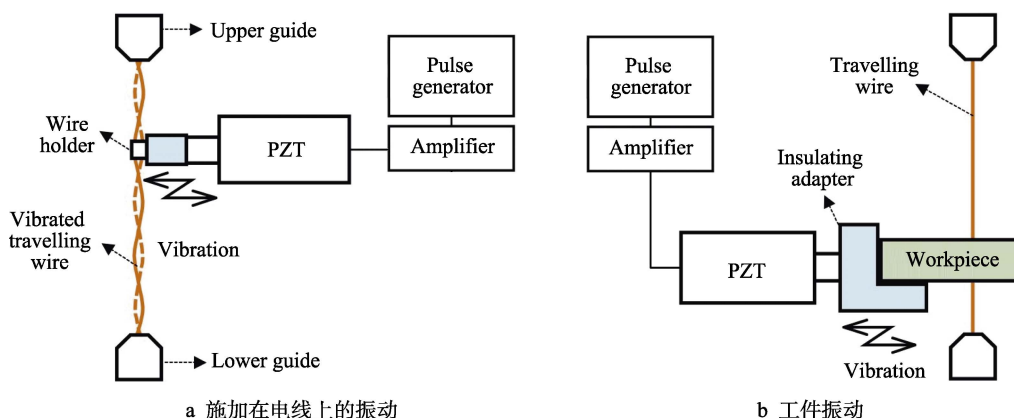 Upper guide
Pulse
generator
Wire
holder
PZT
Amplifier
Vibrated
travelling
wire
Vibration
Lower guide
a 施加在电线上的振动
Pulse
generator
Travelling
wire
Amplifier
Insulating
adapter
PZT
Workpiece
Vibration
b 工件振动